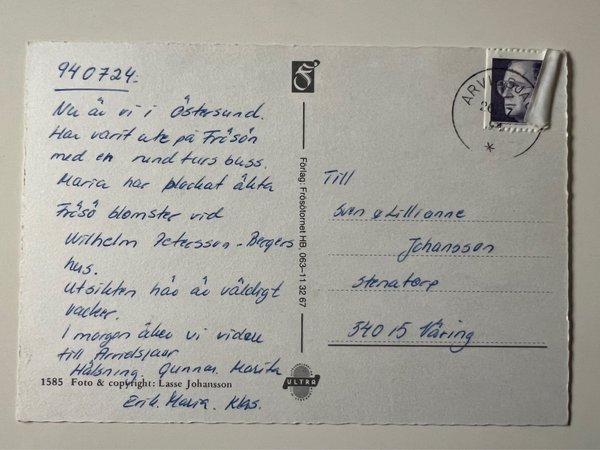 940724.
Nu är vi i Östersund.
Har varit ute på Frösön
med en rundturs buss.
Maria har plockat äkta
Frösö blomster vid
Wilhelm Petersson-Bergers
hus.
Utsikten här är väldigt
vacker.
I morgon åker vi vidare
till Arvidsjaur
Hälsning. Gunnar. Marita
Erik. Maria. Klas.
1585 Foto & copyright: Lasse Johansson
Förlag: Frösötornet HB, 063-11 32 67
ULTRA
ARVIDSJAUR
Till
Sven o Lillianne
Johansson
Stenatorp
540 15 Väring